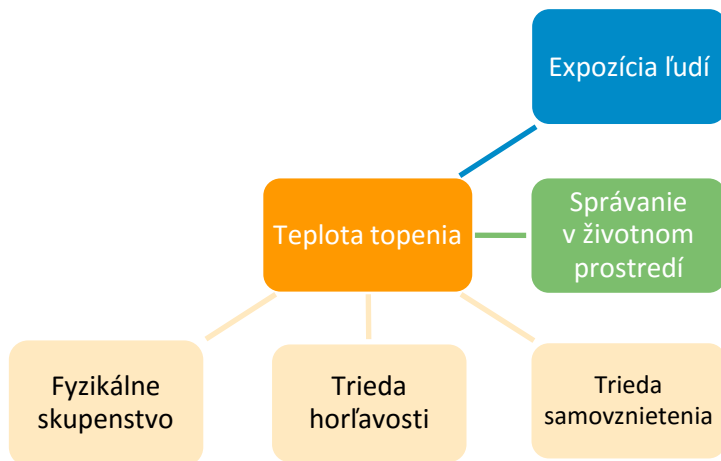 Expozícia ľudí
Teplota topenia
Správanie
v životnom
prostredí
Fyzikálne
skupenstvo
Trieda
horľavosti
Trieda
samovznietenia